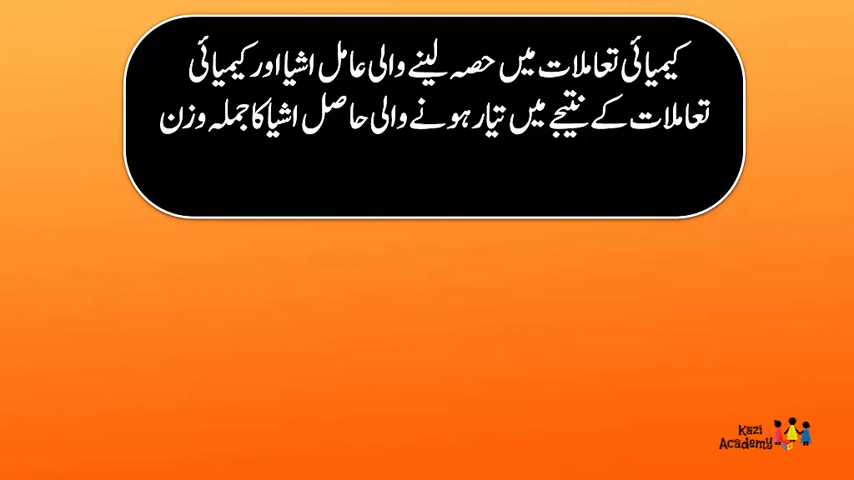 کیمیائی تعاملات میں حصہ لینے والی عامل اشیا اور کیمیائی
تعاملات کے نتیجے میں تیار ہونے والی حاصل اشیا کا جملہ وزن
Kazi
Academy